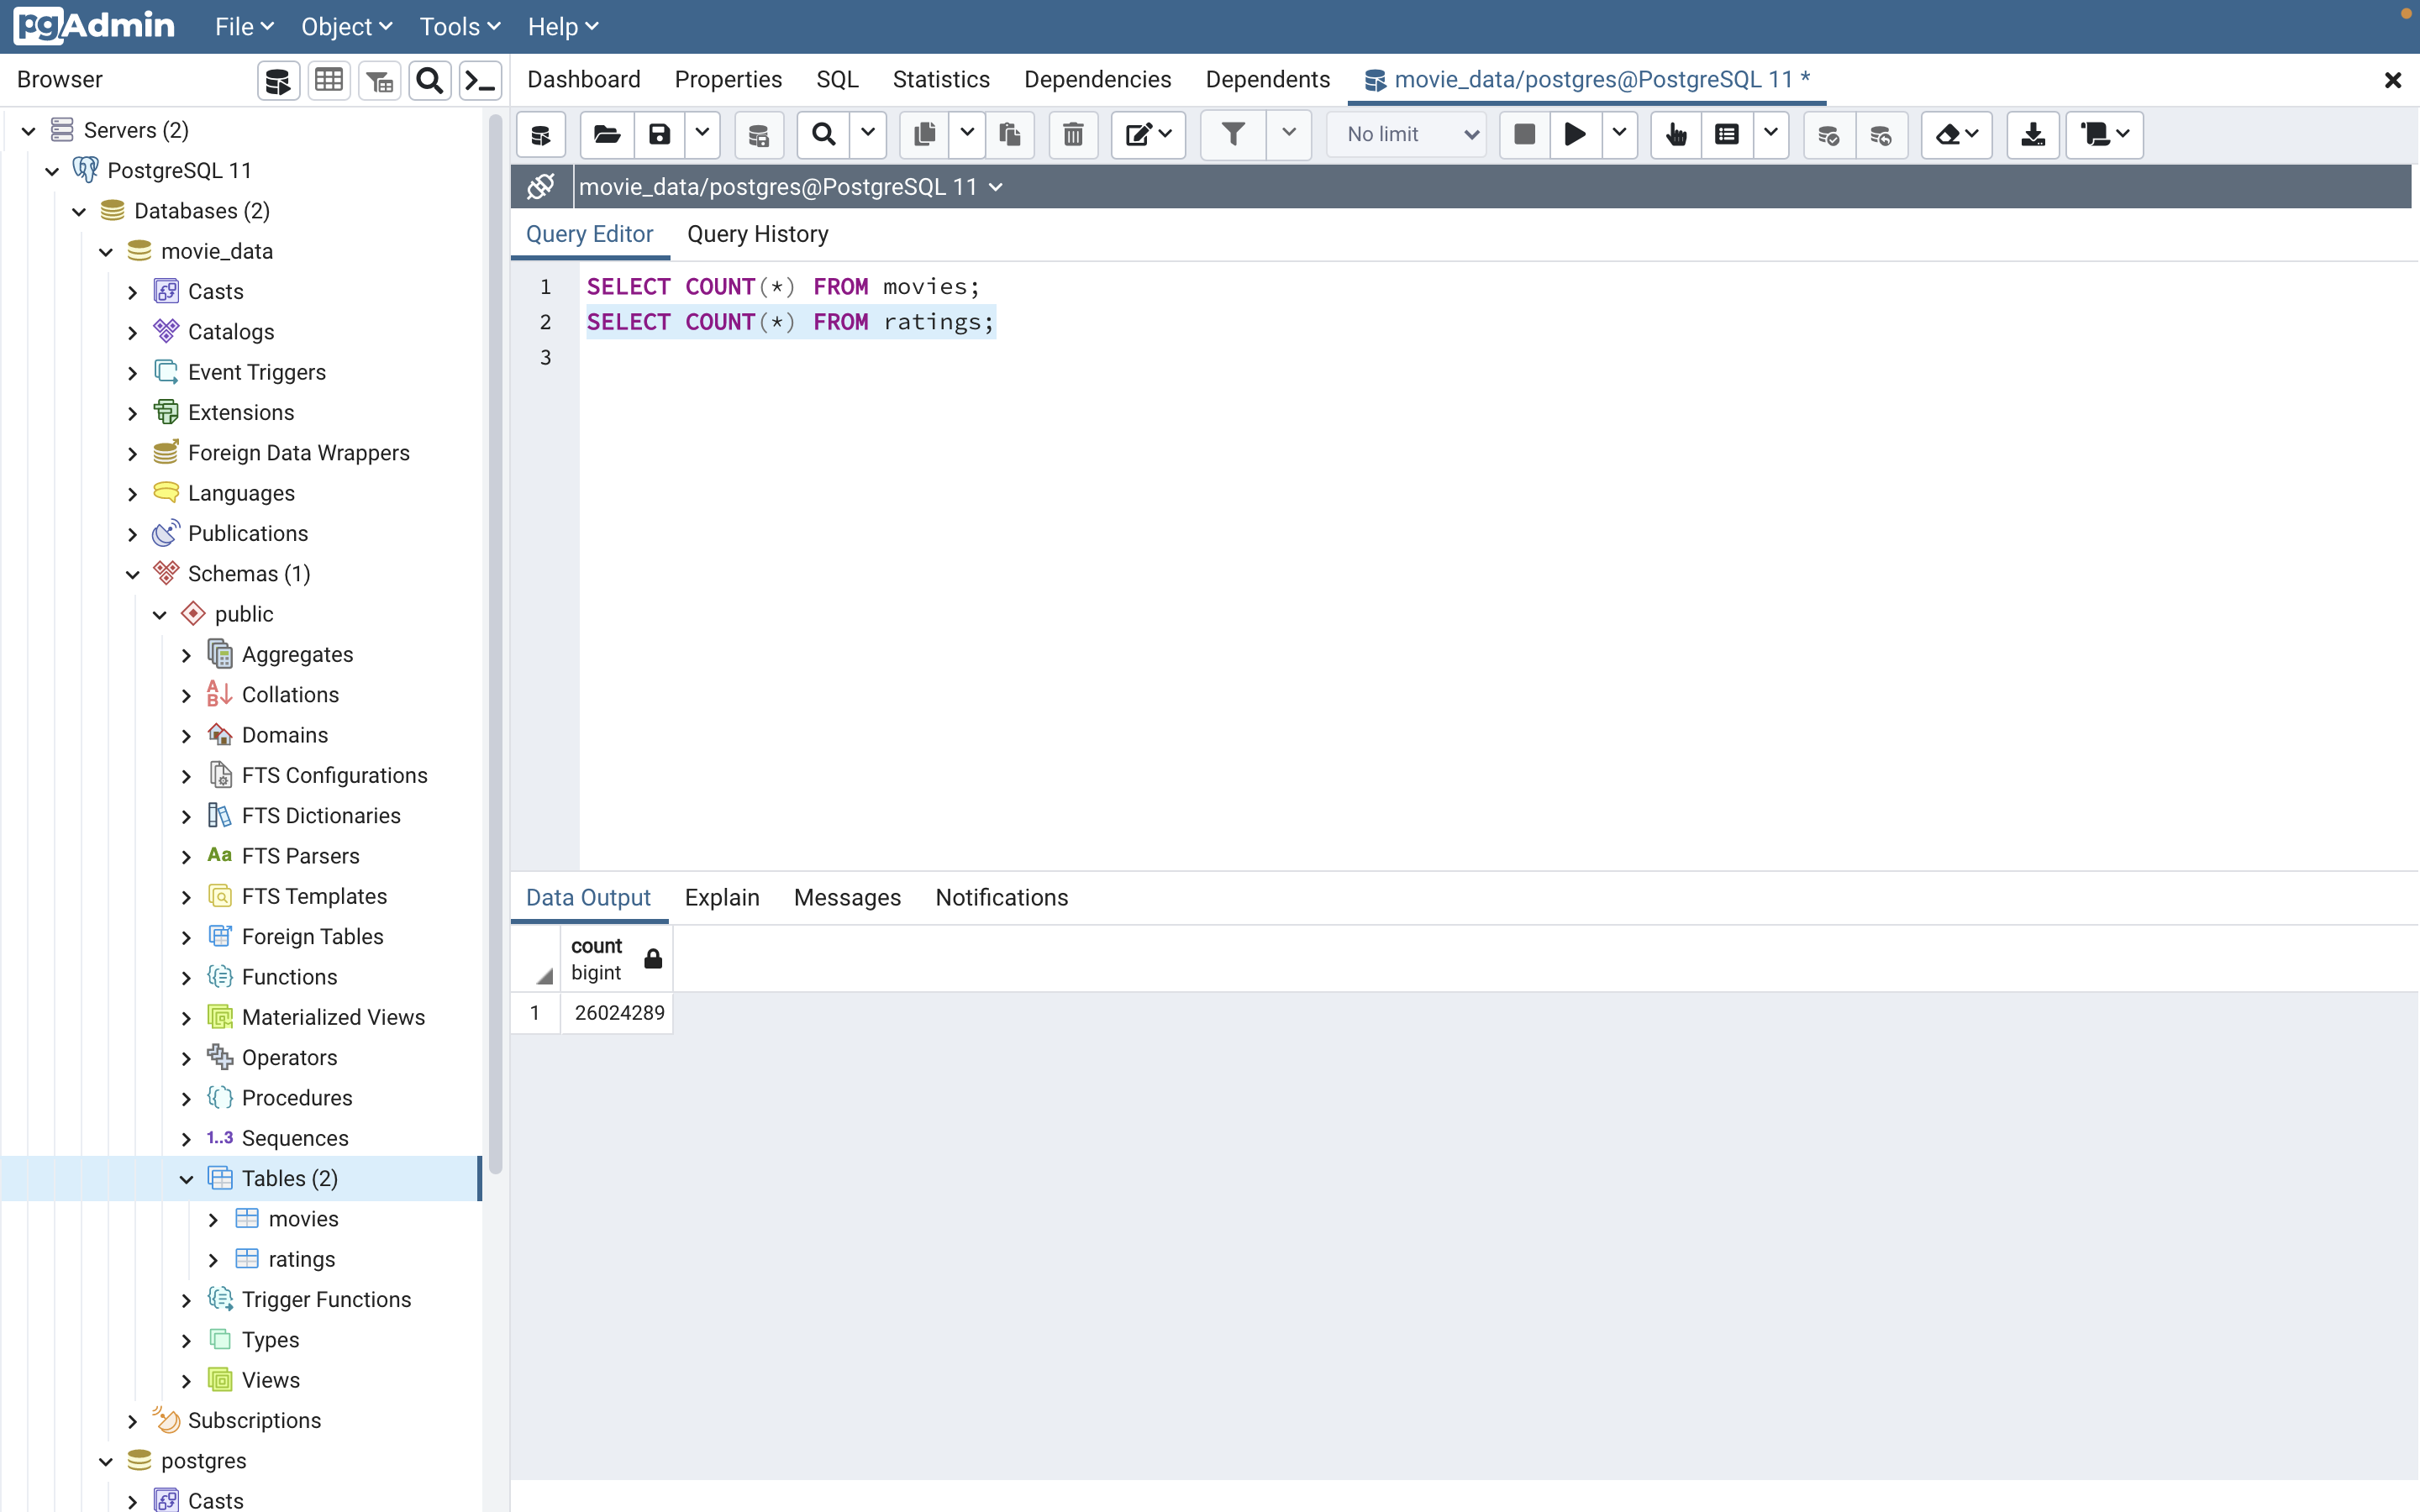 pgAdmin File Object Tools Help
Browser
Dashboard Properties SQL Statistics Dependencies Dependents movie_data/postgres@PostgreSQL 11 *
Servers (2)
PostgreSQL 11
Databases (2)
movie_data
Casts
Catalogs
Event Triggers
Extensions
Foreign Data Wrappers
Languages
Publications
Schemas (1)
public
Aggregates
Collations
Domains
FTS Configurations
FTS Dictionaries
Aa FTS Parsers
FTS Templates
Foreign Tables
Functions
Materialized Views
Operators
Procedures
1..3 Sequences
Tables (2)
movies
ratings
Trigger Functions
Types
Views
Subscriptions
postgres
Casts
No limit
movie_data/postgres@PostgreSQL 11
Query Editor Query History
1 SELECT COUNT(*) FROM movies;
2 SELECT COUNT(*) FROM ratings;
3
Data Output Explain Messages Notifications
count
bigint
1 26024289